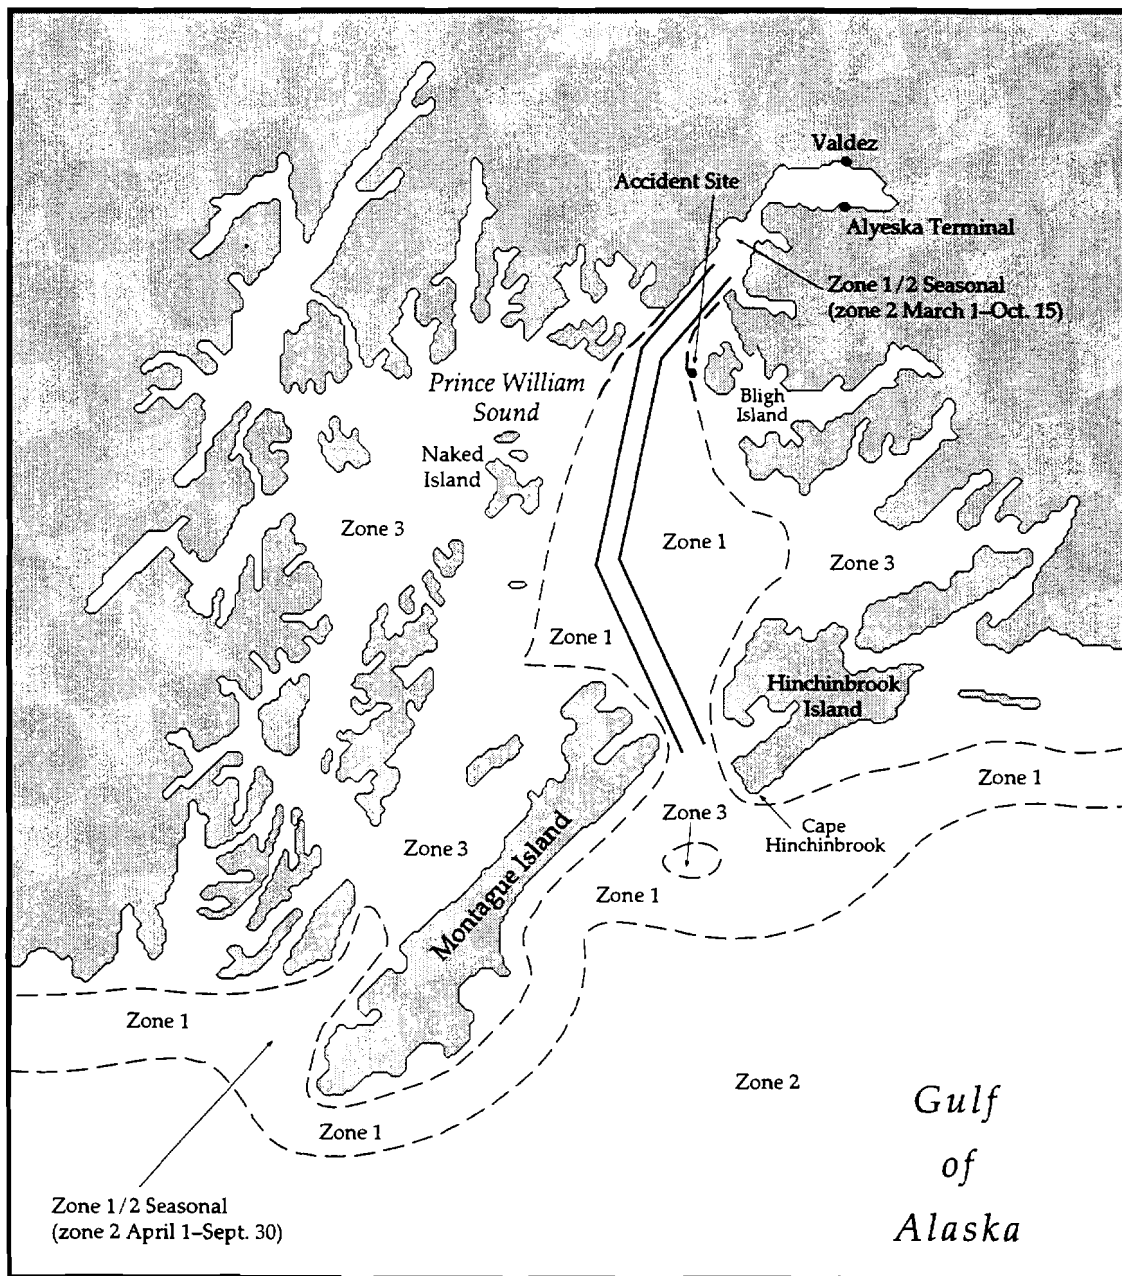 Valdez
Accident Site
Alyeska Terminal
Zone 1/2 Seasonal
(zone 2 March 1–Oct. 15)
Prince William
Sound
Bligh
Island
Naked
Island
Zone 3
Zone 1
Zone 3
Zone 1
Hinchinbrook
Island
Zone 1
Zone 3
Cape
Hinchinbrook
Zone 3
Montague Island
Zone 1
Zone 1
Zone 2
Gulf
of
Alaska
Zone 1
Zone 1/2 Seasonal
(zone 2 April 1–Sept. 30)